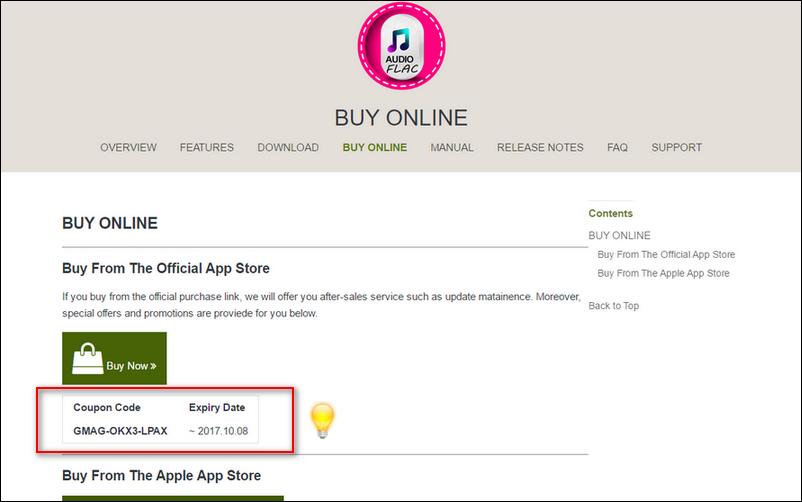 AUDIO
FLAC
BUY ONLINE
OVERVIEW FEATURES DOWNLOAD BUY ONLINE MANUAL RELEASE NOTES FAQ SUPPORT
BUY ONLINE
Buy From The Official App Store
If you buy from the official purchase link, we will offer you after-sales service such as update matainence. Moreover,
special offers and promotions are proviede for you below.
Buy Now »
Coupon Code Expiry Date
GMAG-OKX3-LPAX ~ 2017.10.08
Buy From The Apple App Store
Contents
BUY ONLINE
Buy From The Official App Store
Buy From The Apple App Store
Back to Top